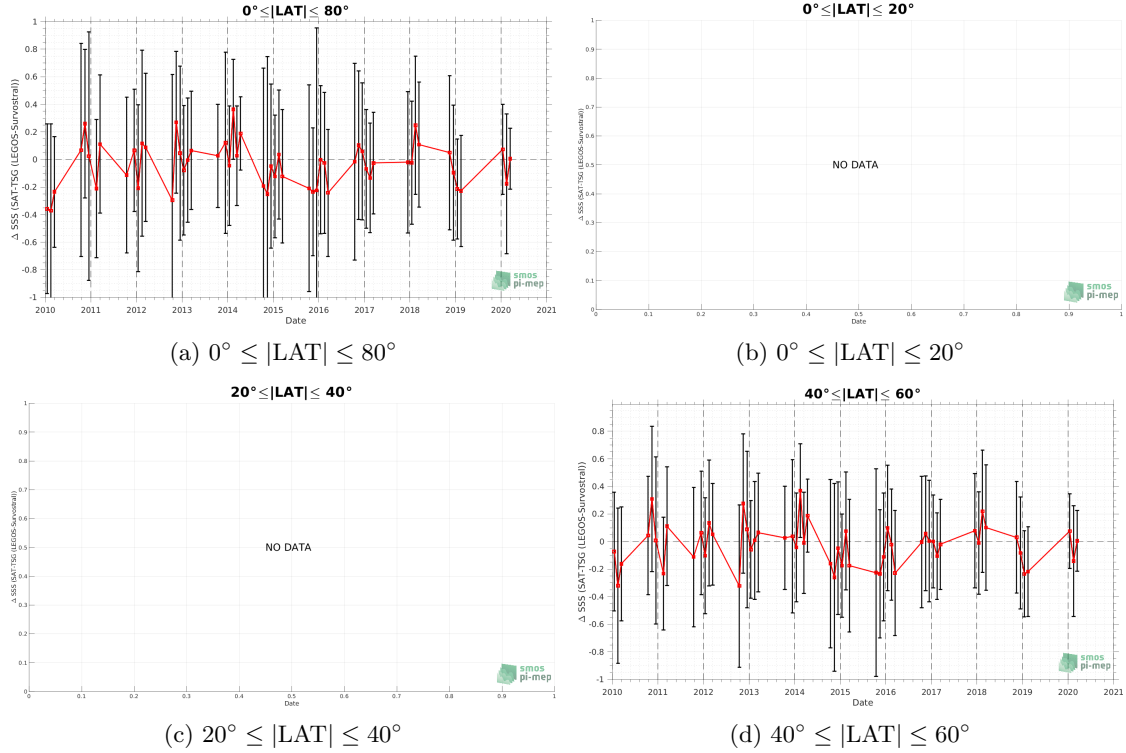 0°≤|LAT|≤ 80°
Δ SSS (SAT-TSG (LEGOS-Survostral))
1
0.8
0.6
0.4
0.2
0
-0.2
-0.4
-0.6
-0.8
-1
2010 2011 2012 2013 2014 2015 2016 2017 2018 2019 2020 2021
Date
smos
pi-mep
(a) 0° ≤ |LAT| ≤ 80°
0°≤|LAT|≤ 20°
Δ SSS (SAT-TSG (LEGOS-Survostral))
1
0.9
0.8
0.7
0.6
0.5
0.4
0.3
0.2
0.1
0
NO DATA
0 0.1 0.2 0.3 0.4 0.5 0.6 0.7 0.8 0.9 1
Date
smos
pi-mep
(b) 0° ≤ |LAT| ≤ 20°
20°≤|LAT|≤ 40°
Δ SSS (SAT-TSG (LEGOS-Survostral))
1
0.9
0.8
0.7
0.6
0.5
0.4
0.3
0.2
0.1
0
NO DATA
0 0.1 0.2 0.3 0.4 0.5 0.6 0.7 0.8 0.9 1
Date
smos
pi-mep
(c) 20° ≤ |LAT| ≤ 40°
40°≤|LAT|≤ 60°
Δ SSS (SAT-TSG (LEGOS-Survostral))
0.8
0.6
0.4
0.2
0
-0.2
-0.4
-0.6
-0.8
-1
2010 2011 2012 2013 2014 2015 2016 2017 2018 2019 2020 2021
Date
smos
pi-mep
(d) 40° ≤ |LAT| ≤ 60°